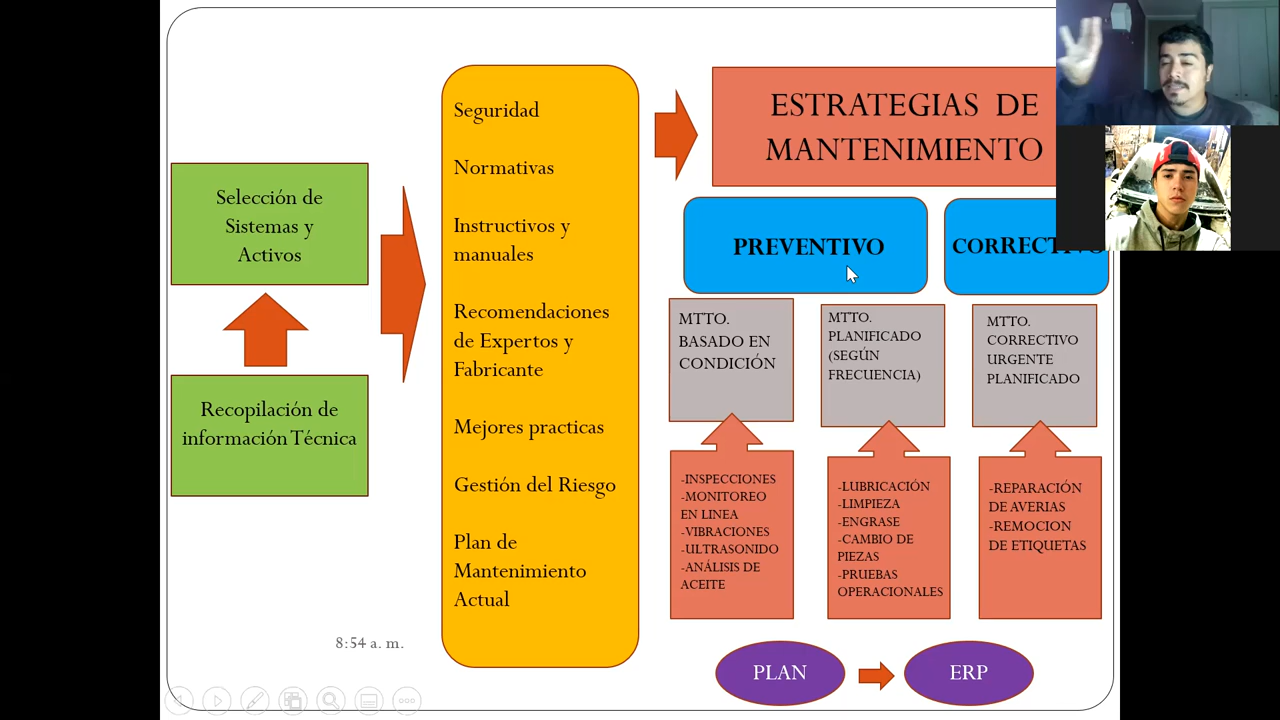 Selección de
Sistemas y
Activos
Recopilación de
información Técnica
8:54 a. m.
Seguridad
Normativas
Instructivos y
manuales
Recomendaciones
de Expertos y
Fabricante
Mejores practicas
Gestión del Riesgo
Plan de
Mantenimiento
Actual
ESTRATEGIAS DE
MANTENIMIENTO
PREVENTIVO
CORRECTIVO
MTTO.
BASADO EN
CONDICIÓN
MTTO.
PLANIFICADO
(SEGÚN
FRECUENCIA)
MTTO.
CORRECTIVO
URGENTE
PLANIFICADO
-INSPECCIONES
-MONITOREO
EN LINEA
-VIBRACIONES
-ULTRASONIDO
-ANÁLISIS DE
ACEITE
-LUBRICACIÓN
-LIMPIEZA
-ENGRASE
-CAMBIO DE
PIEZAS
-PRUEBAS
OPERACIONALES
-REPARACIÓN
DE AVERIAS
-REMOCION
DE ETIQUETAS
PLAN
ERP